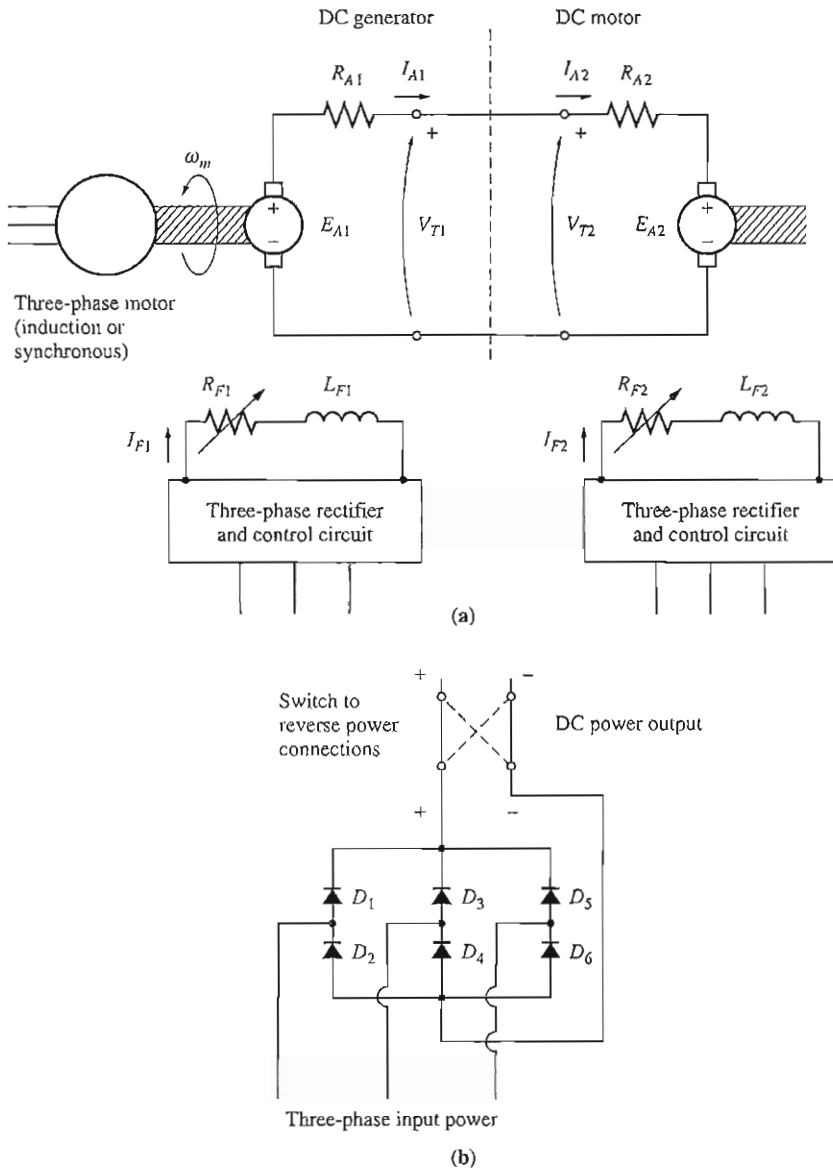 DC generator
DC motor
R_A1
I_A1
I_A2
R_A2
+
+
ω_m
+
−
E_A1
V_T1
V_T2
E_A2
+
−
Three-phase motor
(induction or
synchronous)
R_F1
L_F1
R_F2
L_F2
I_F1
I_F2
Three-phase rectifier
and control circuit
Three-phase rectifier
and control circuit
(a)
+
−
Switch to
reverse power
connections
DC power output
+
−
D_1
D_3
D_5
D_2
D_4
D_6
Three-phase input power
(b)